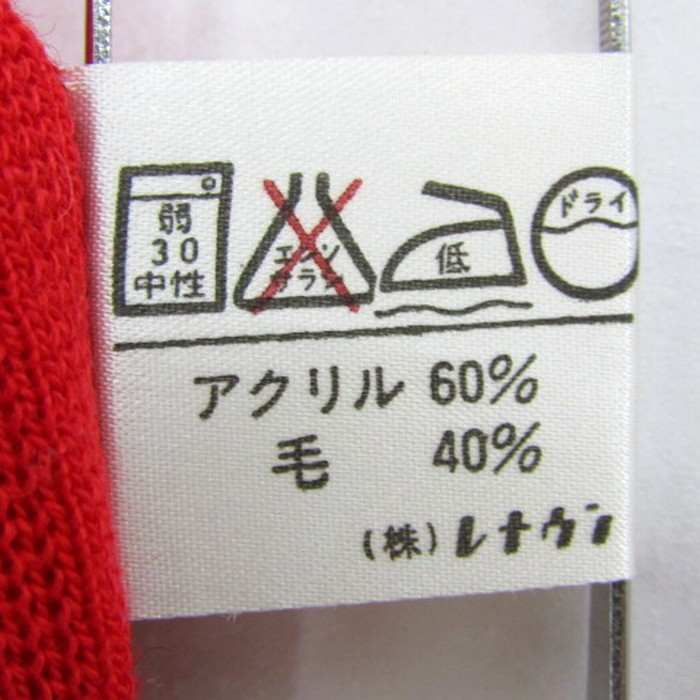 弱
30
中性
エンソ
サラシ
低
ドライ
アクリル 60%
毛 40%
(株)レナウン